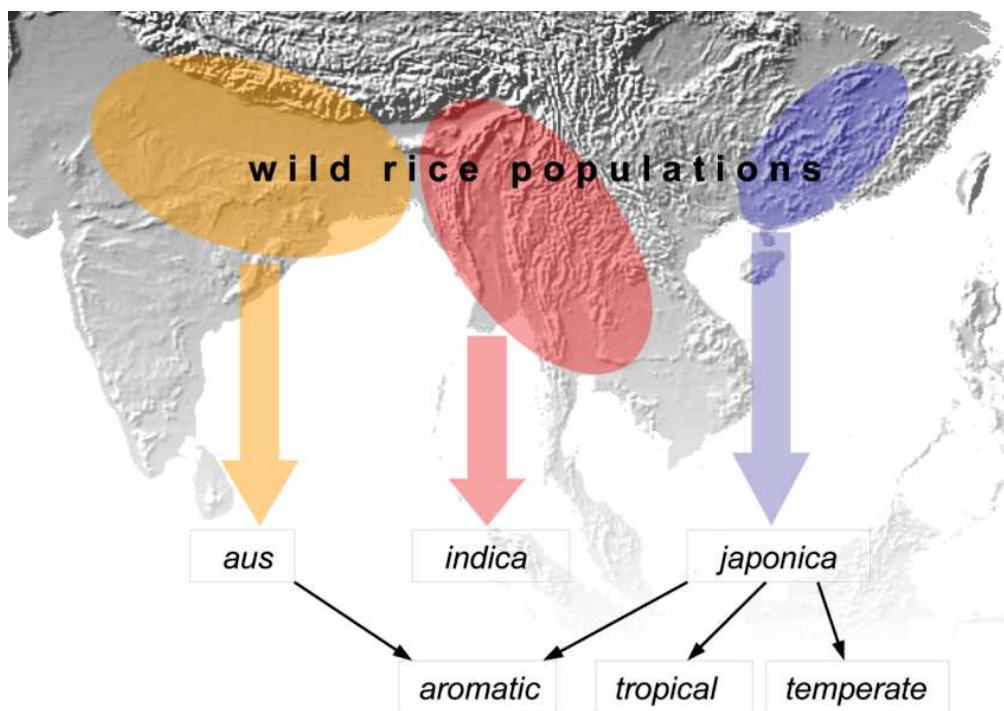 wild rice populations
aus
indica
japonica
aromatic
tropical
temperate